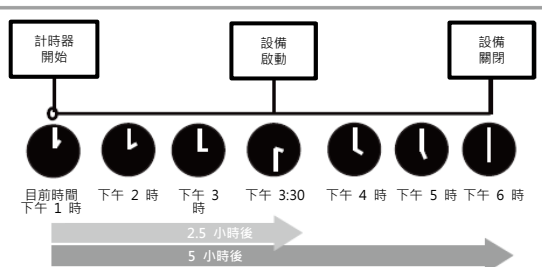 計時器
開始
設備
啟動
設備
關閉
目前時間
下午 1 時
下午 2 時
下午 3
時
下午 3:30
下午 4 時
下午 5 時
下午 6 時
2.5 小時後
5 小時後